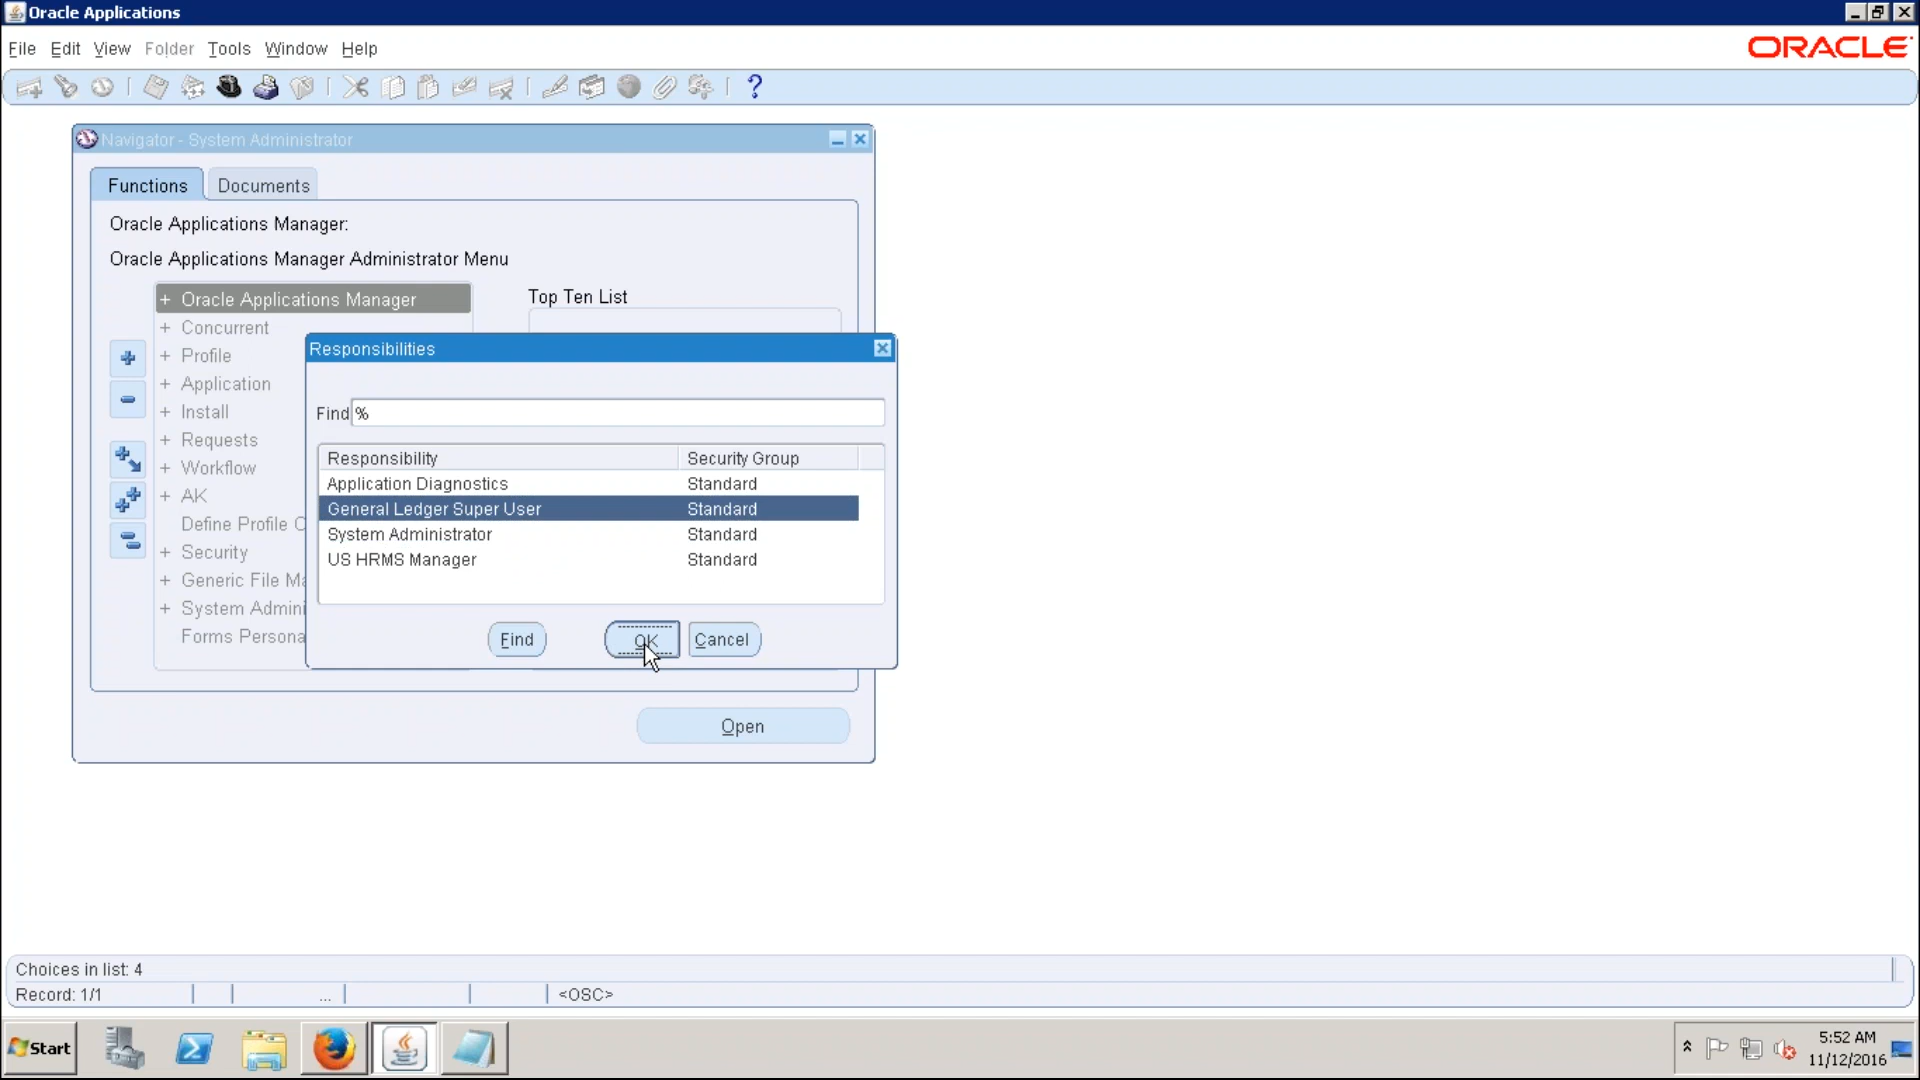 Oracle Applications
File Edit View Folder Tools Window Help
ORACLE
?
Navigator - System Administrator
Functions Documents
Oracle Applications Manager:
Oracle Applications Manager Administrator Menu
+ Oracle Applications Manager
Top Ten List
+ Concurrent
+ Profile
+ Application
+ Install
+ Requests
+ Workflow
+ AK
Define Profile
+ Security
+ Generic File
+ System
Forms
Responsibilities
Find %
Responsibility Security Group
Application Diagnostics Standard
General Ledger Super User Standard
System Administrator Standard
US HRMS Manager Standard
Find OK Cancel
Open
Choices in list: 4
Record: 1/1 ... <OSC>
Start
5:52 AM
11/12/2016